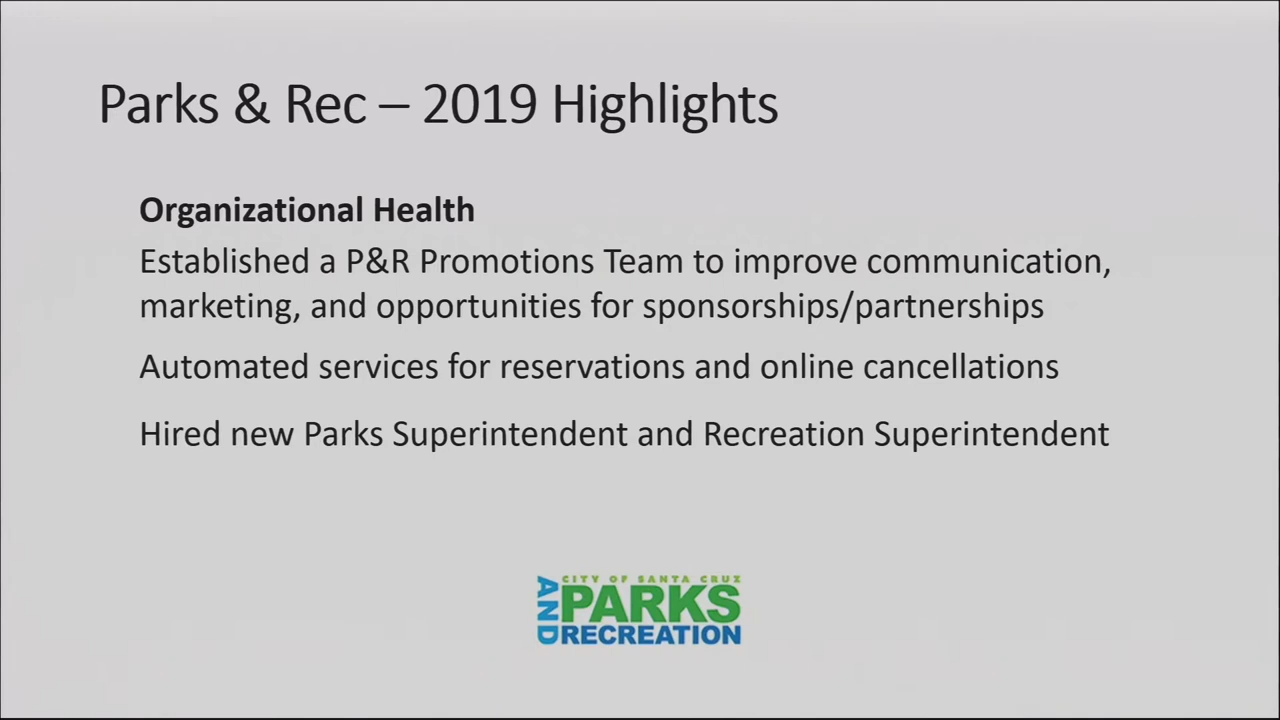 Parks & Rec – 2019 Highlights
Organizational Health
Established a P&R Promotions Team to improve communication,
marketing, and opportunities for sponsorships/partnerships
Automated services for reservations and online cancellations
Hired new Parks Superintendent and Recreation Superintendent
CITY OF SANTA CRUZ
PARKS
AND
RECREATION